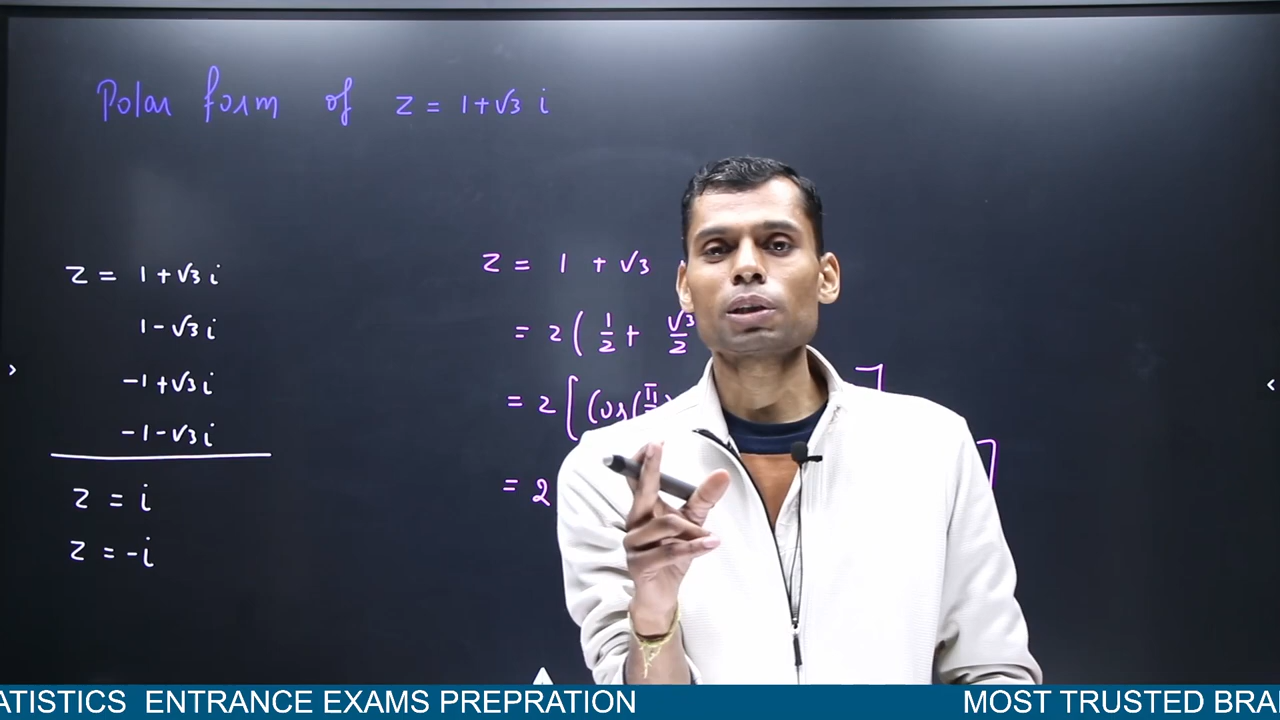 Polar form of z = 1+√3 i
z = 1+√3 i
1-√3 i
-1+√3 i
-1-√3 i
z = i
z = -i
z = 1 + √3
= 2 ( 1/2 + √3/2
= 2 [ (cos(π
= 2
ATISTICS ENTRANCE EXAMS PREPRATION
MOST TRUSTED BRA